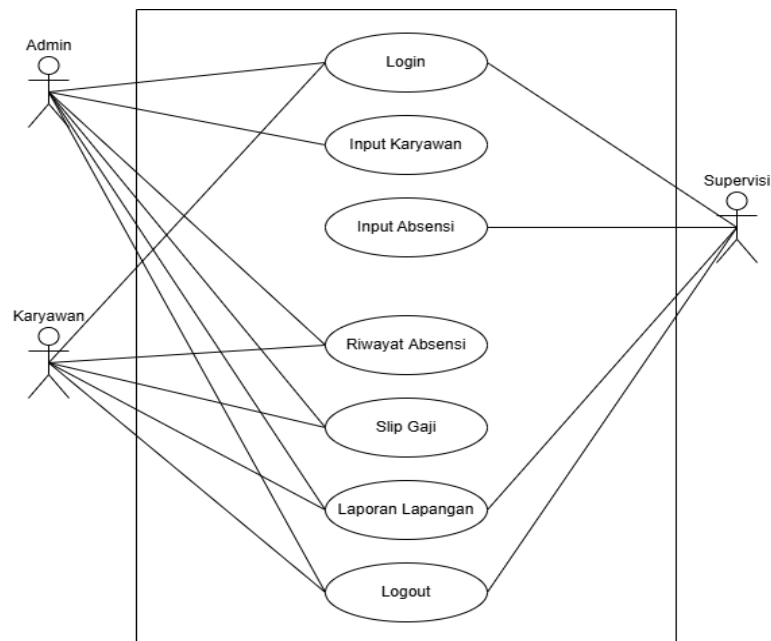 Admin
Login
Input Karyawan
Supervisi
Input Absensi
Karyawan
Riwayat Absensi
Slip Gaji
Laporan Lapangan
Logout